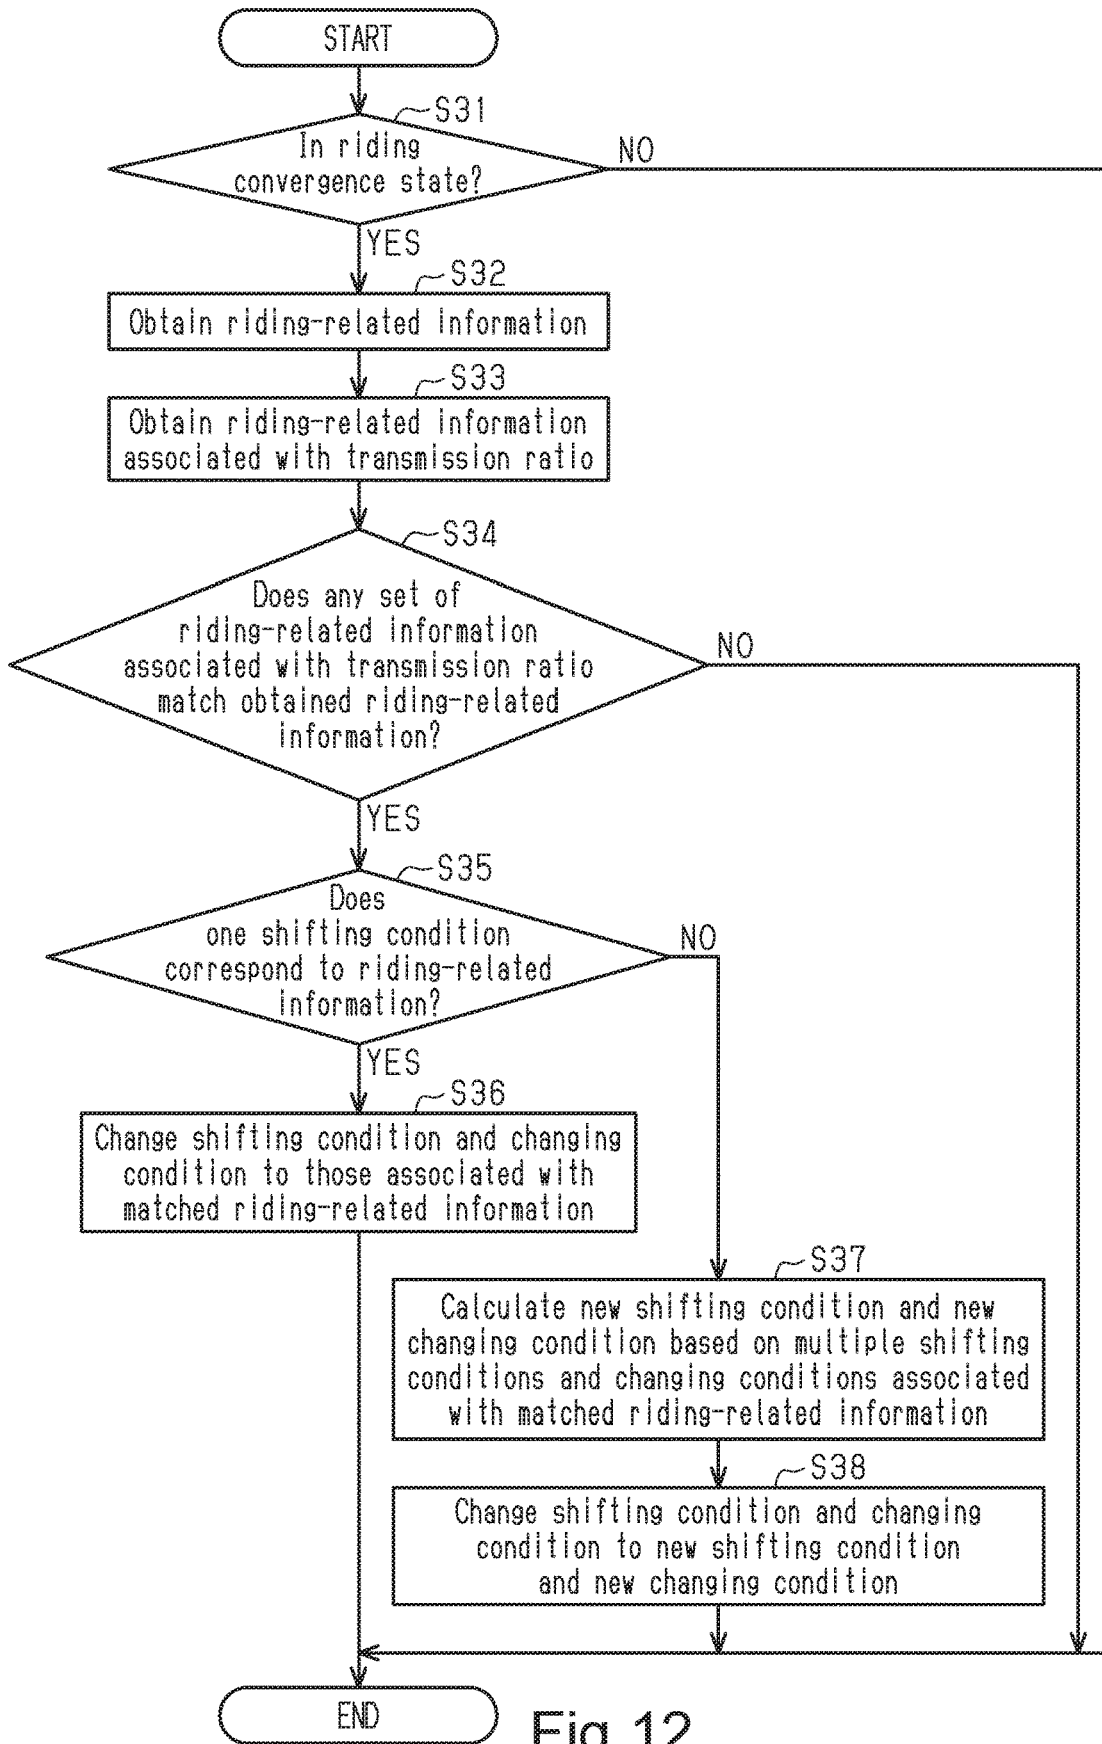 START
S31
In riding
convergence state?
NO
YES
S32
Obtain riding-related information
S33
Obtain riding-related information
associated with transmission ratio
S34
Does any set of
riding-related information
associated with transmission ratio
match obtained riding-related
information?
NO
YES
S35
Does
one shifting condition
correspond to riding-related
information?
NO
YES
S36
Change shifting condition and changing
condition to those associated with
matched riding-related information
S37
Calculate new shifting condition and new
changing condition based on multiple shifting
conditions and changing conditions associated
with matched riding-related information
S38
Change shifting condition and changing
condition to new shifting condition
and new changing condition
END
Fig.12